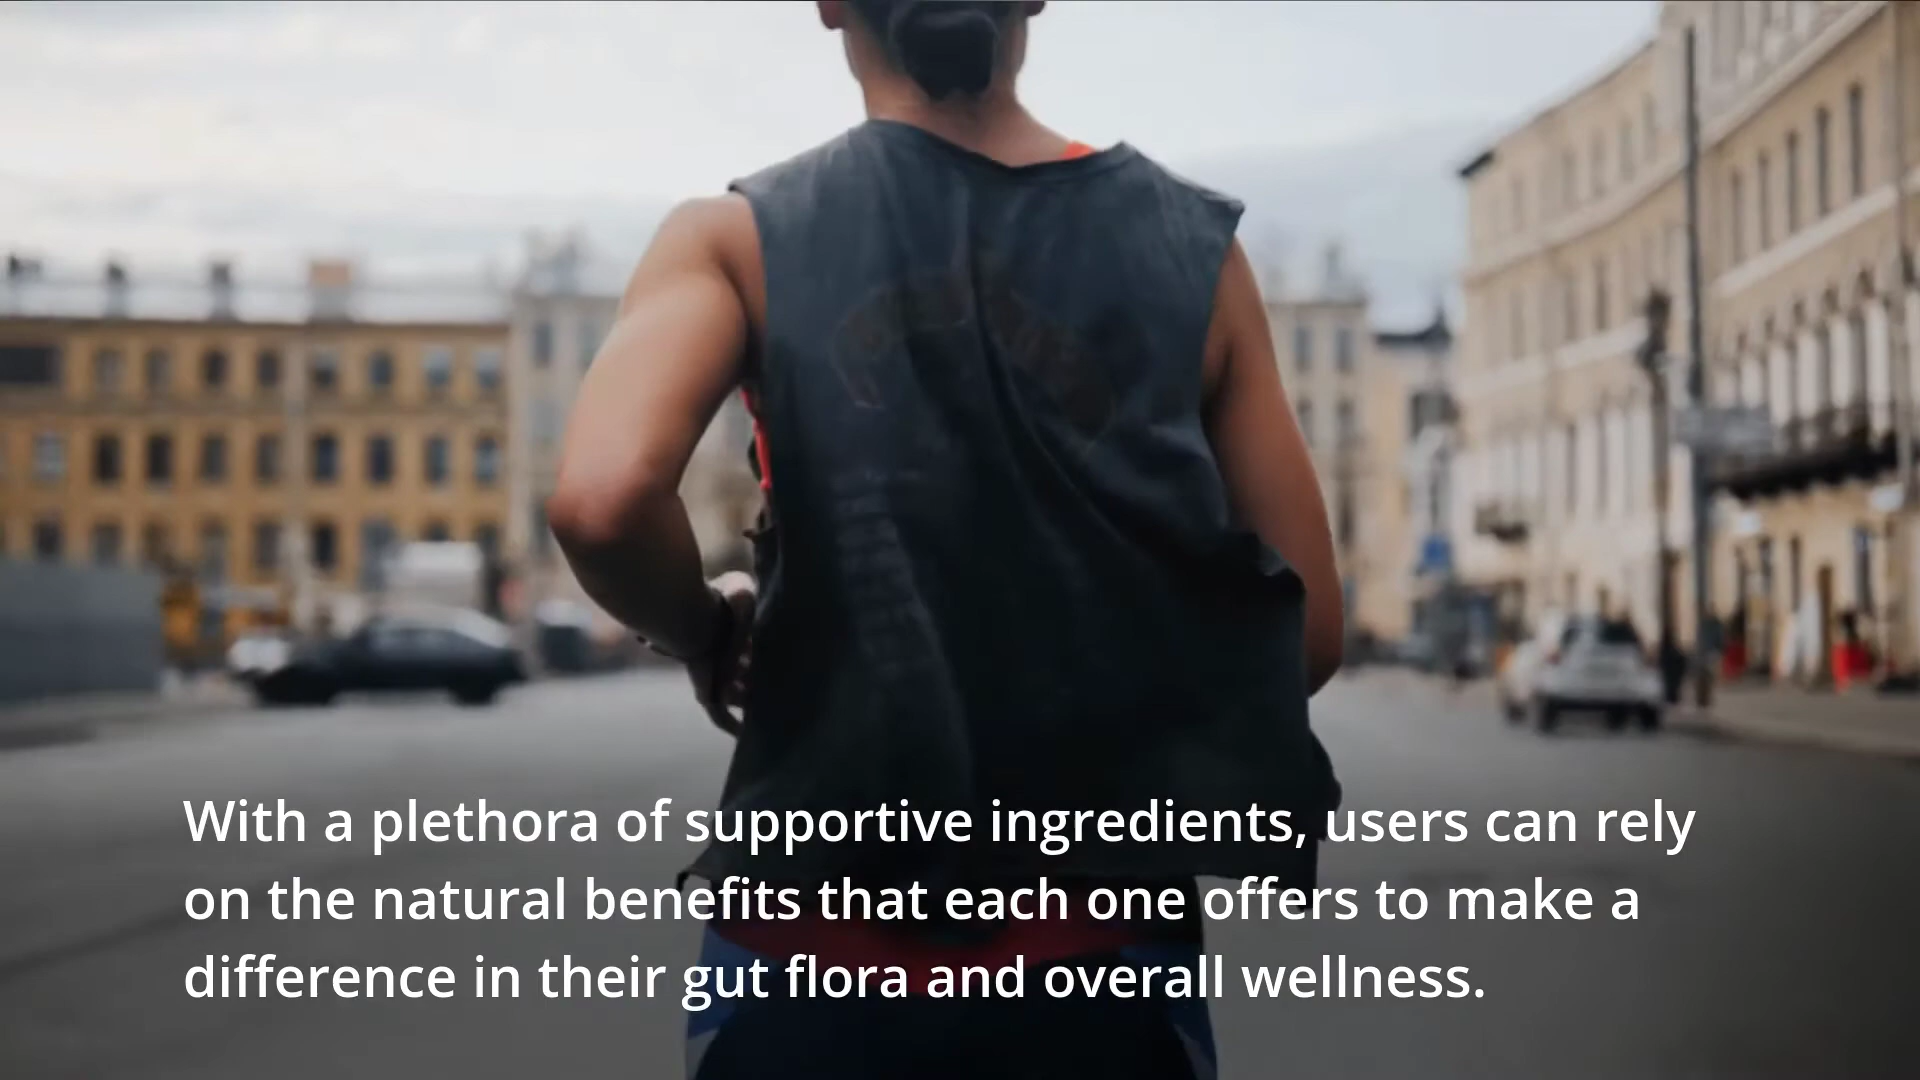 With a plethora of supportive ingredients, users can rely
on the natural benefits that each one offers to make a
difference in their gut flora and overall wellness.